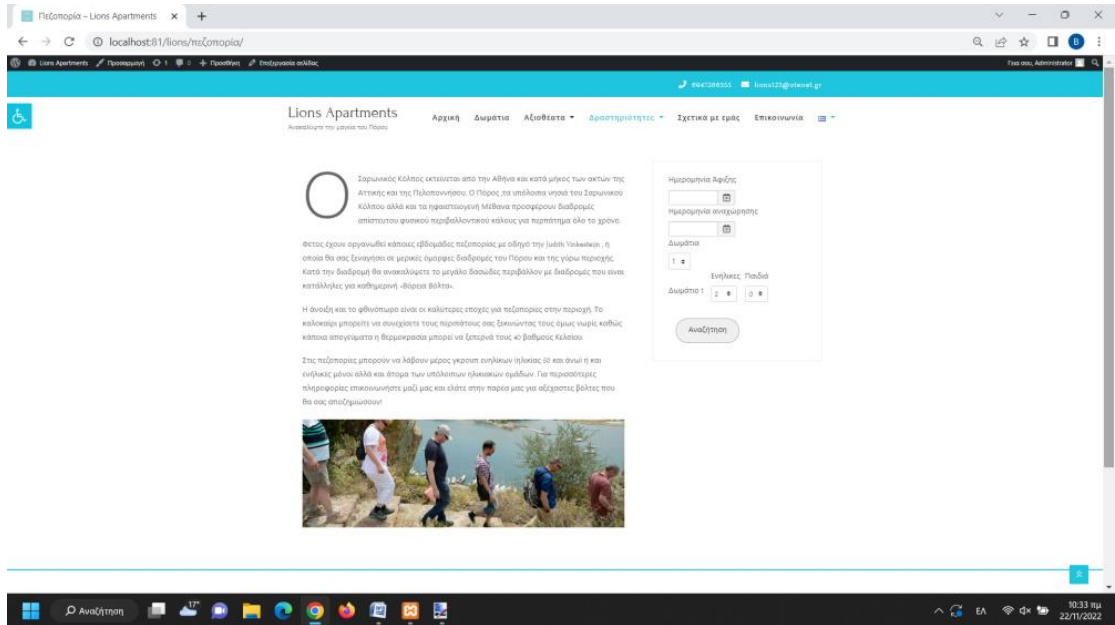 Πεζοπορία – Lions Apartments
localhost:81/lions/πεζοπορία/
Lions Apartments Προσαρμογή 1 0 Προσθήκη Επεξεργασία σελίδας Γεια σου, Administrator
lions123@otenet.gr
Lions Apartments
Ανακαλύψτε την μαγεία του Πόρου
Αρχική Δωμάτια Αξιοθέατα Δραστηριότητες Σχετικά με εμάς Επικοινωνία
Ο Σαρωνικός Κόλπος εκτείνεται από την Αθήνα και κατά μήκος των ακτών της
Αττικής και της Πελοποννήσου. Ο Πόρος ,τα υπόλοιπα νησιά του Σαρωνικού
Κόλπου αλλά και τα ηφαιστειογενή Μέθανα προσφέρουν διαδρομές
απίστευτου φυσικού περιβαλλοντικού κάλους για περπάτημα όλο το χρόνο.
Φετος έχουν οργανωθεί κάποιες εβδομάδες πεζοπορίας με οδηγό την Judith , η
οποία θα σας ξεναγήσει σε μερικές όμορφες διαδρομές του Πόρου και της γύρω περιοχής.
Κατά την διαδρομή θα ανακαλύψετε το μεγάλο δασώδες περιβάλλον με διαδρομές που είναι
κατάλληλες για καθημερινή «Βόρεια Βόλτα».
Η άνοιξη και το φθινόπωρο είναι οι καλύτερες εποχές για πεζοπορίες στην περιοχή. Το
καλοκαίρι μπορείτε να συνεχίσετε τους περιπάτους σας ξεκινώντας τους όμως νωρίς καθώς
κάποια απογεύματα η θερμοκρασία μπορεί να ξεπερνά τους 40 βαθμούς Κελσίου.
Στις πεζοπορίες μπορούν να λάβουν μέρος γκρουπ ενηλίκων (ηλικίας 50 και άνω) ή και
ενήλικες μόνοι αλλά και άτομα των υπόλοιπων ηλικιακών ομάδων. Για περισσότερες
πληροφορίες επικοινωνήστε μαζί μας και ελάτε στην παρέα μας για αξέχαστες βόλτες που
θα σας αποζημιώσουν!
Ημερομηνία Άφιξης
Ημερομηνία αναχώρησης
Δωμάτια
1
Ενήλικες Παιδιά
Δωμάτιο 1 2 0
Αναζήτηση
Αναζήτηση
17°
ΕΛ
10:33 πμ
22/11/2022